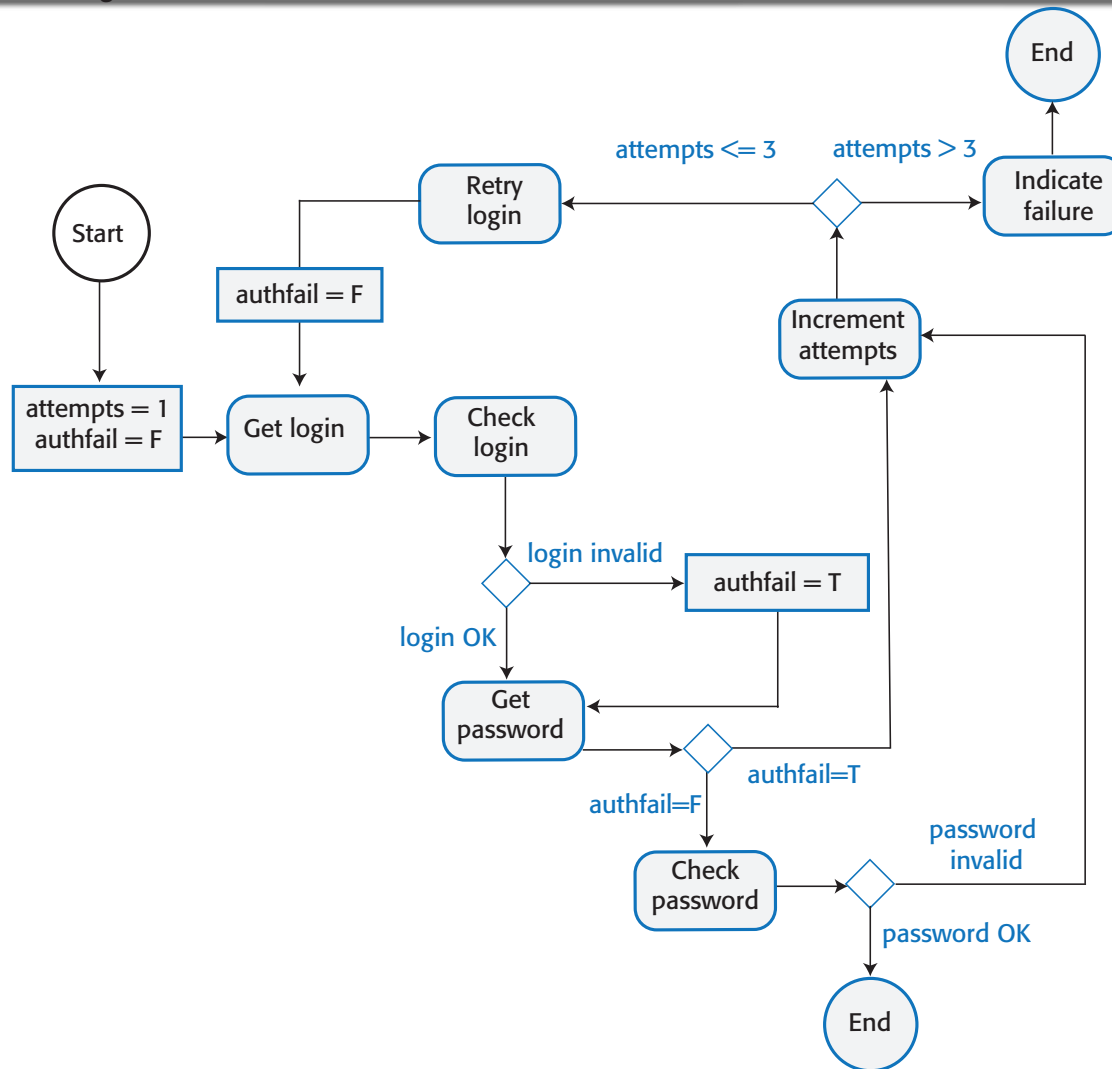 End
attempts <= 3
attempts > 3
Retry
login
Indicate
failure
Start
authfail = F
Increment
attempts
attempts = 1
authfail = F
Get login
Check
login
login invalid
authfail = T
login OK
Get
password
authfail=T
authfail=F
password
invalid
Check
password
password OK
End